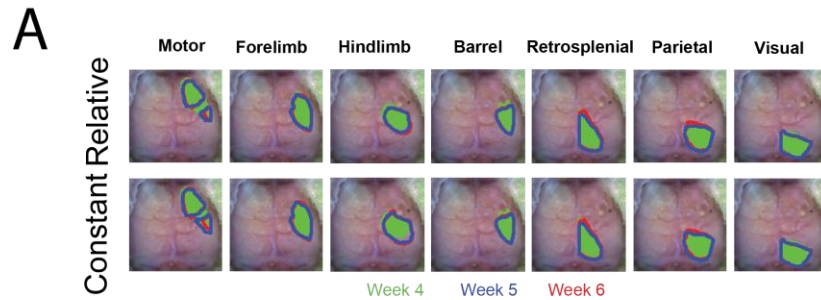 A
Motor Forelimb Hindlimb Barrel Retrosplenial Parietal Visual
Relative
Constant
Week 4 Week 5 Week 6